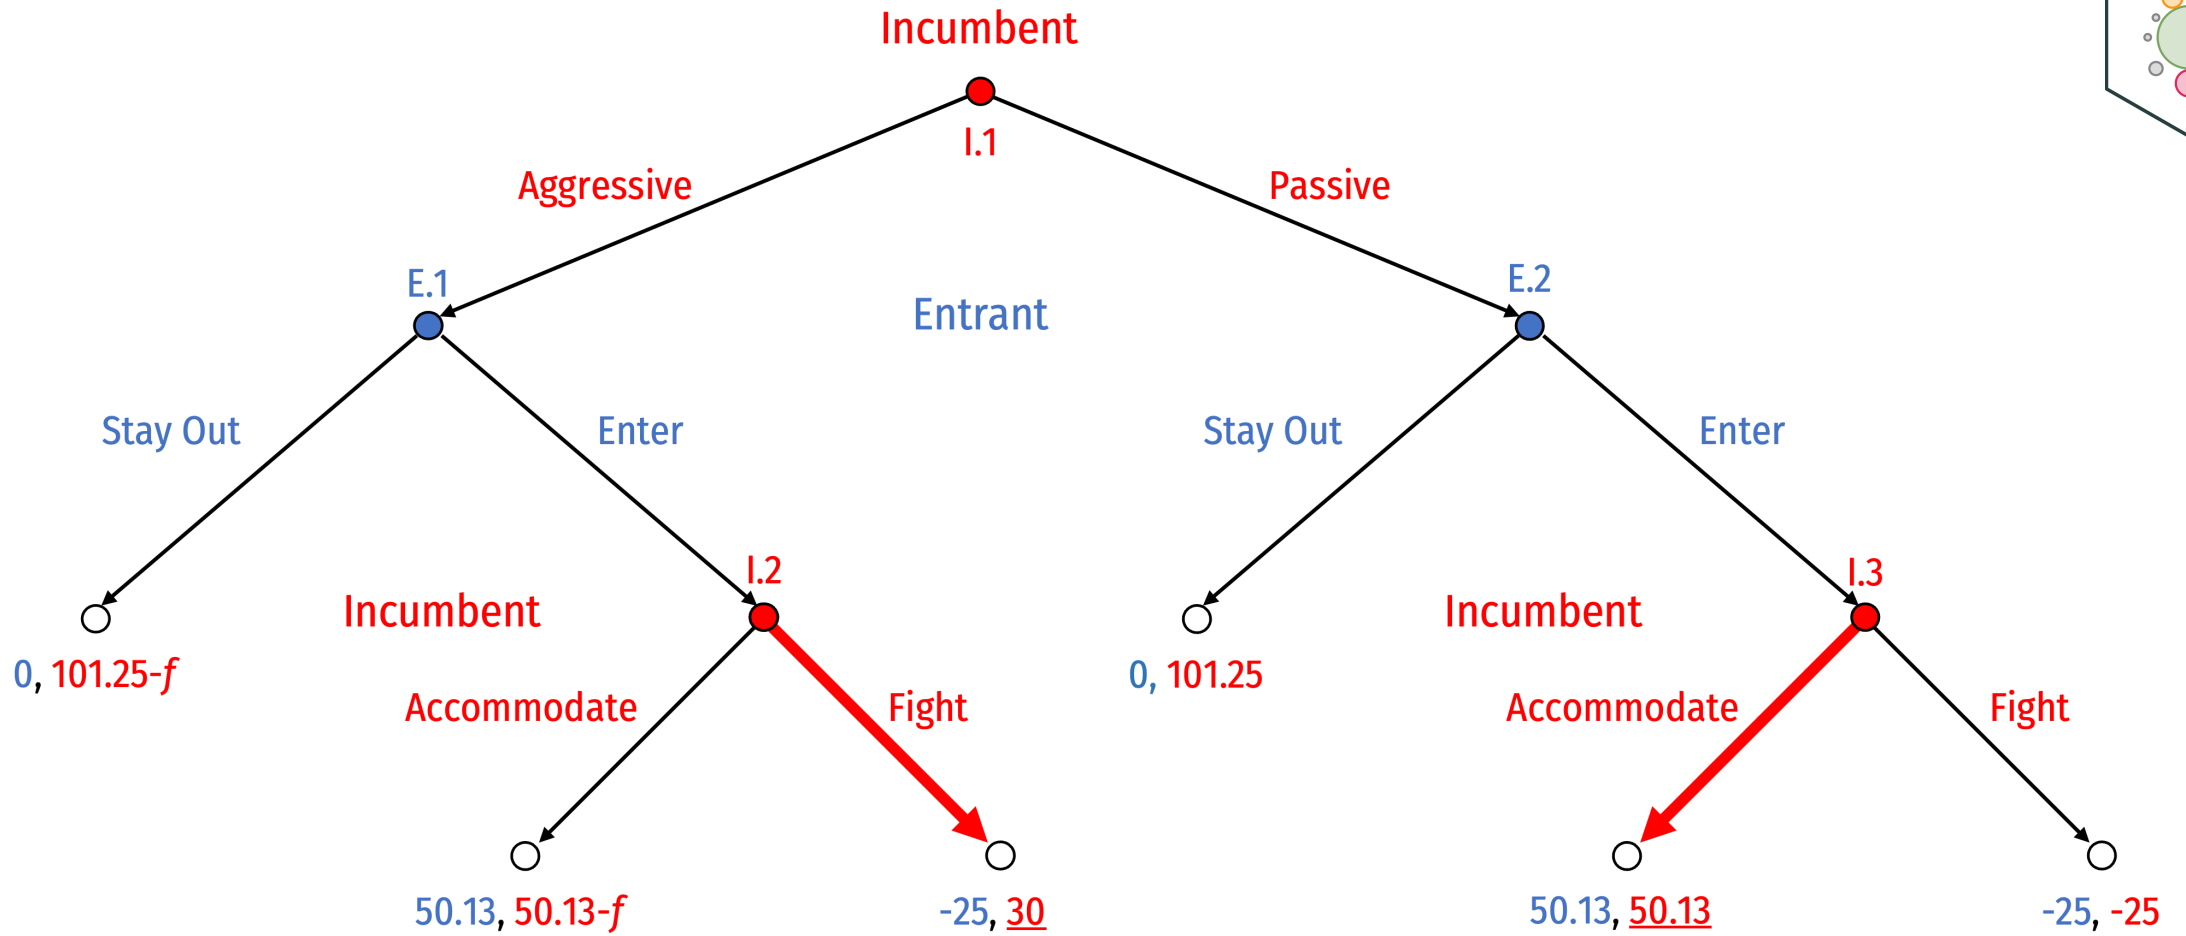 Incumbent
I.1
Aggressive
Passive
E.1
Entrant
E.2
Stay Out
Enter
Stay Out
Enter
I.2
I.3
Incumbent
Incumbent
0, 101.25-f
0, 101.25
Accommodate
Fight
Accommodate
Fight
50.13, 50.13-f
-25, 30
50.13, 50.13
-25, -25